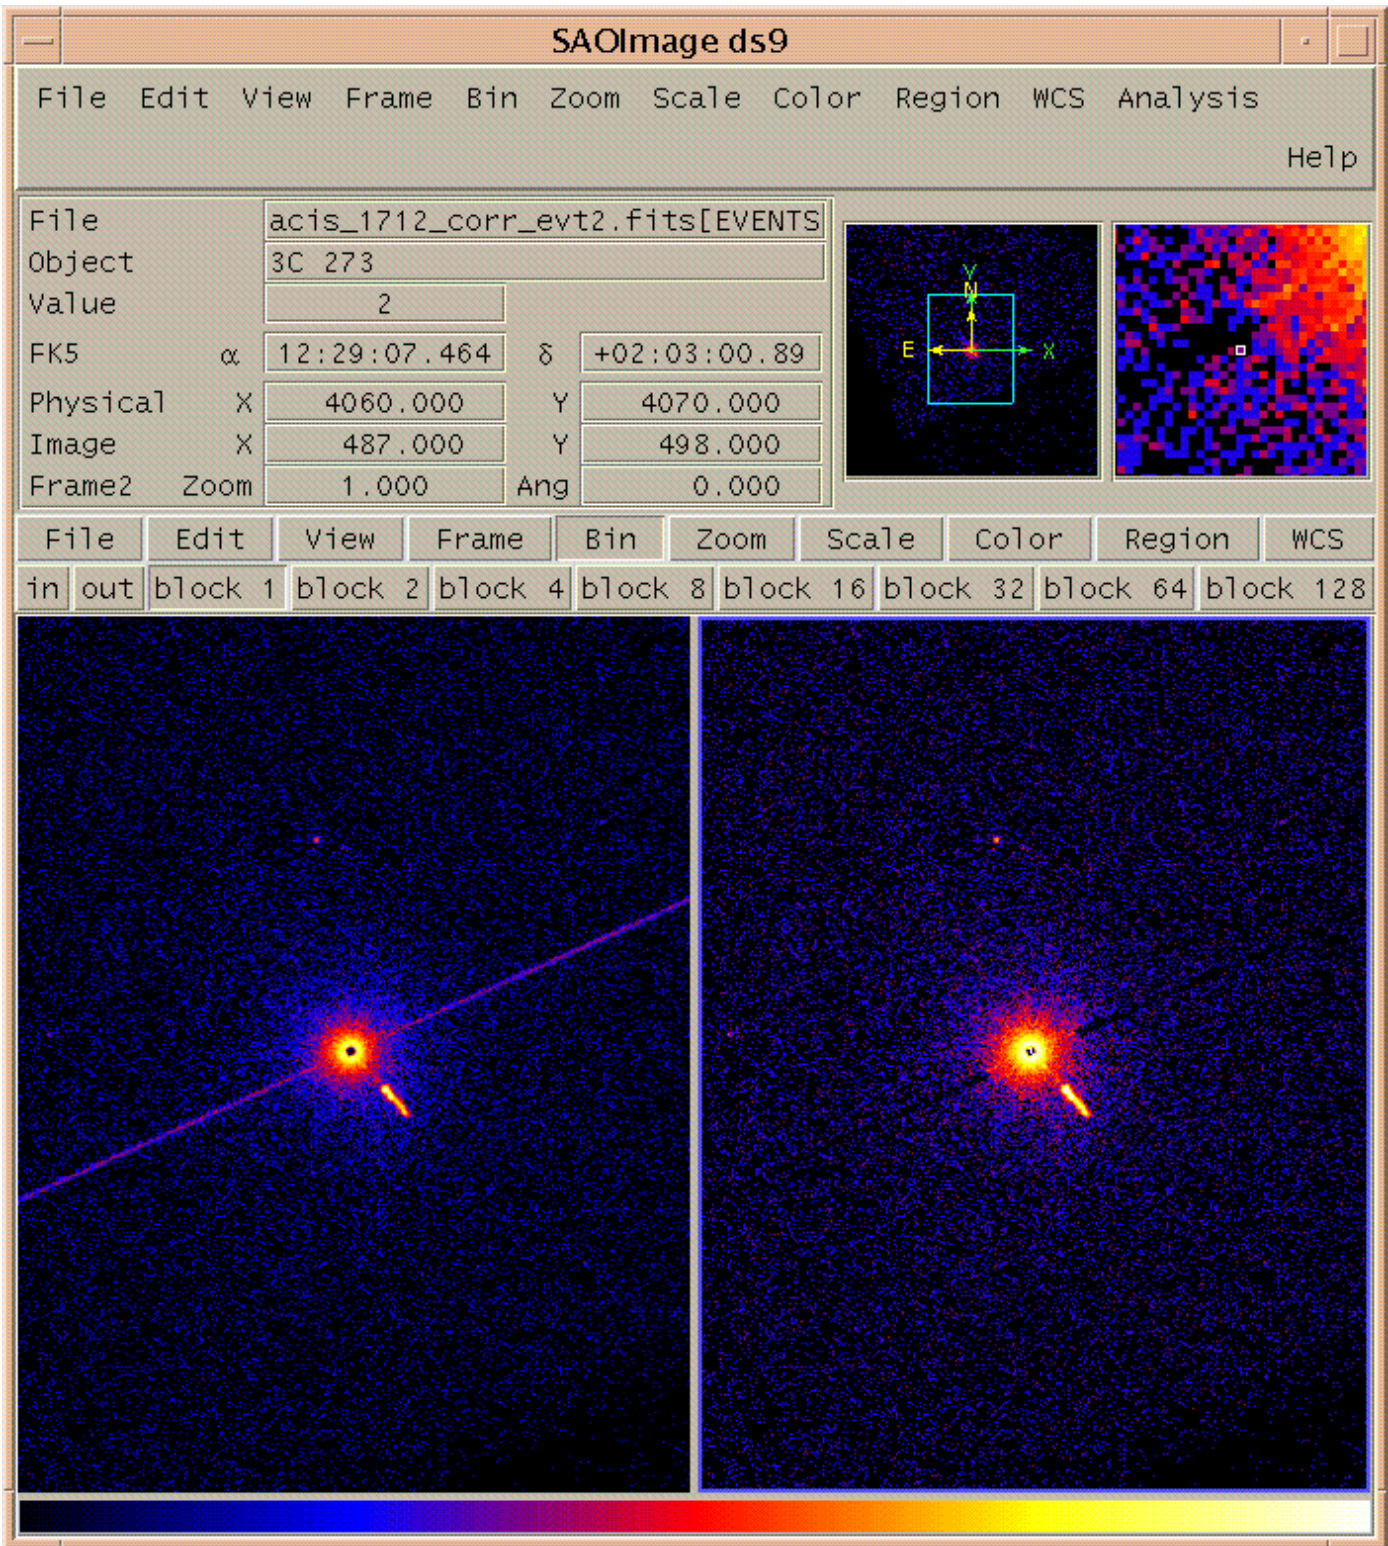 SAOImage ds9
File Edit View Frame Bin Zoom Scale Color Region WCS Analysis
Help
File acis_1712_corr_evt2.fits[EVENTS
Object 3C 273
Value 2
FK5 α 12:29:07.464 δ +02:03:00.89
Physical X 4060.000 Y 4070.000
Image X 487.000 Y 498.000
Frame2 Zoom 1.000 Ang 0.000
Y
N
E X
File Edit View Frame Bin Zoom Scale Color Region WCS
in out block 1 block 2 block 4 block 8 block 16 block 32 block 64 block 128